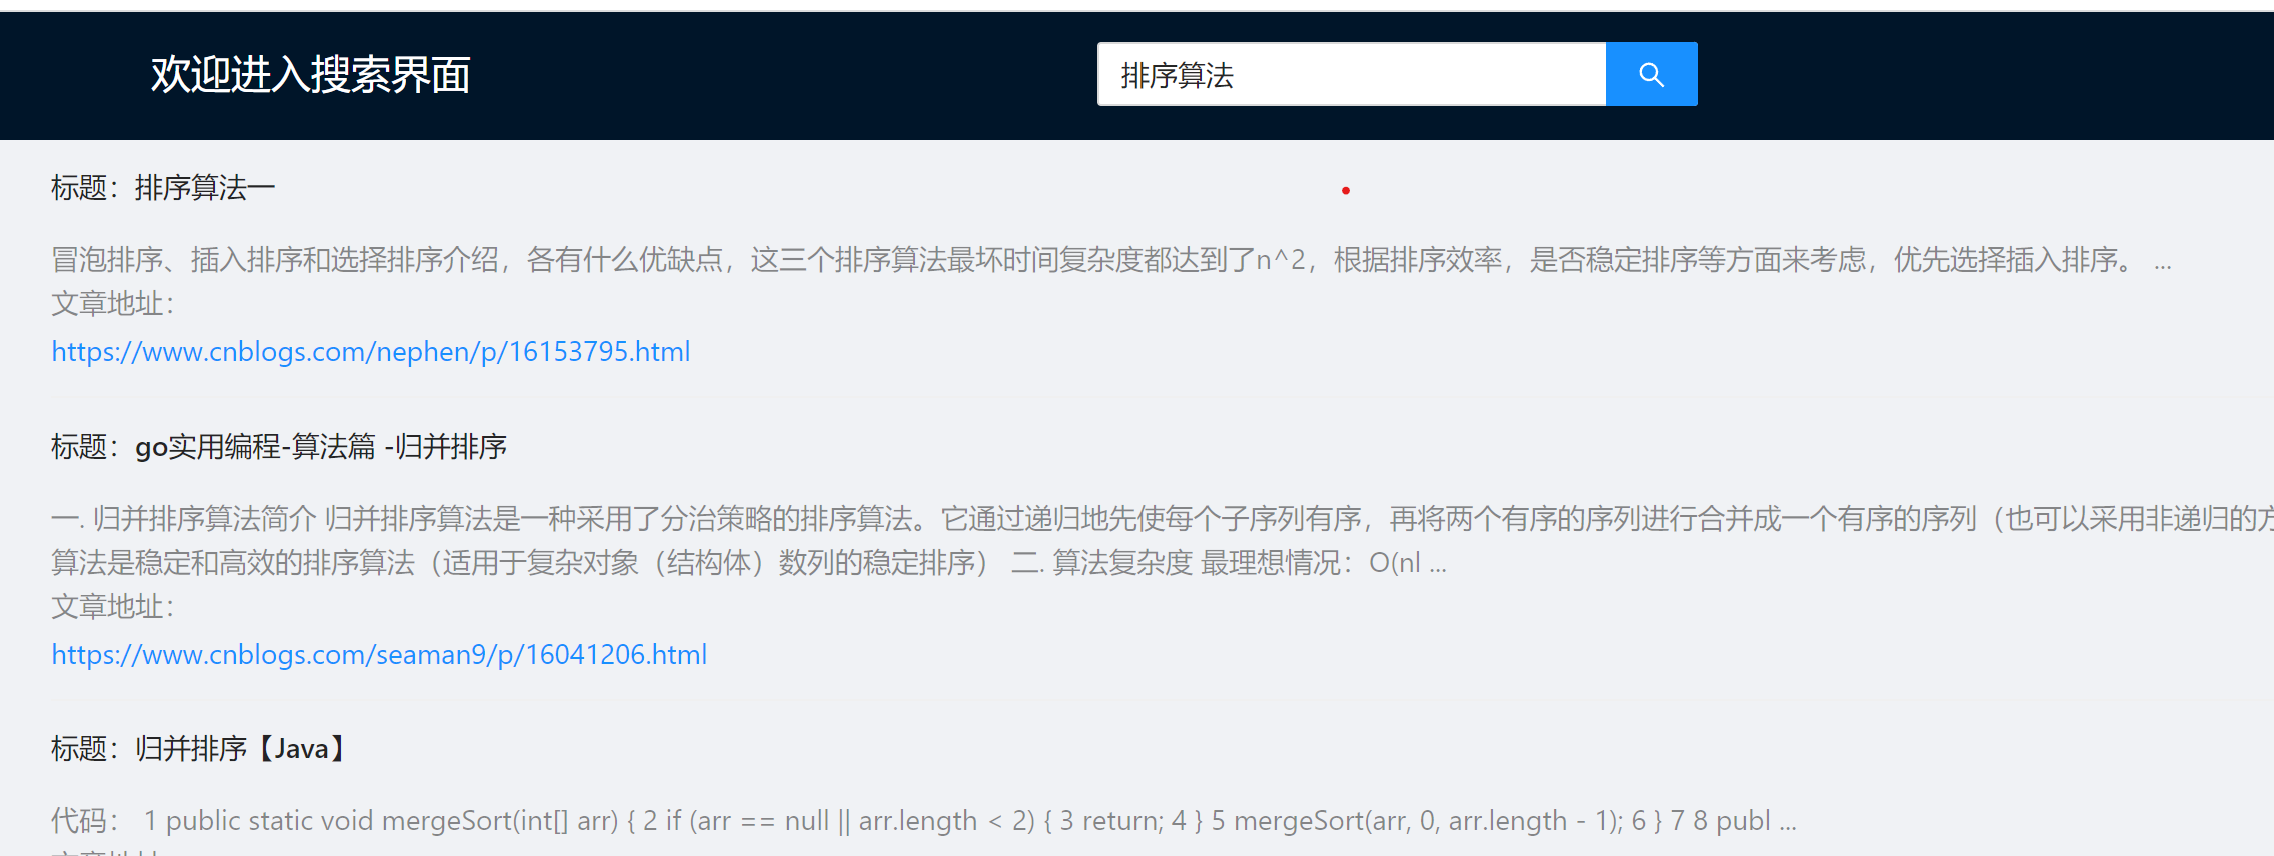 欢迎进入搜索界面
排序算法
标题：排序算法一
冒泡排序、插入排序和选择排序介绍，各有什么优缺点，这三个排序算法最坏时间复杂度都达到了n^2，根据排序效率，是否稳定排序等方面来考虑，优先选择插入排序。 ...
文章地址：
https://www.cnblogs.com/nephen/p/16153795.html
标题：go实用编程-算法篇 -归并排序
一. 归并排序算法简介 归并排序算法是一种采用了分治策略的排序算法。它通过递归地先使每个子序列有序，再将两个有序的序列进行合并成一个有序的序列（也可以采用非递归的方
算法是稳定和高效的排序算法（适用于复杂对象（结构体）数列的稳定排序） 二. 算法复杂度 最理想情况：O(nl ...
文章地址：
https://www.cnblogs.com/seaman9/p/16041206.html
标题：归并排序【Java】
代码： 1 public static void mergeSort(int[] arr) { 2 if (arr == null || arr.length < 2) { 3 return; 4 } 5 mergeSort(arr, 0, arr.length - 1); 6 } 7 8 publ ...